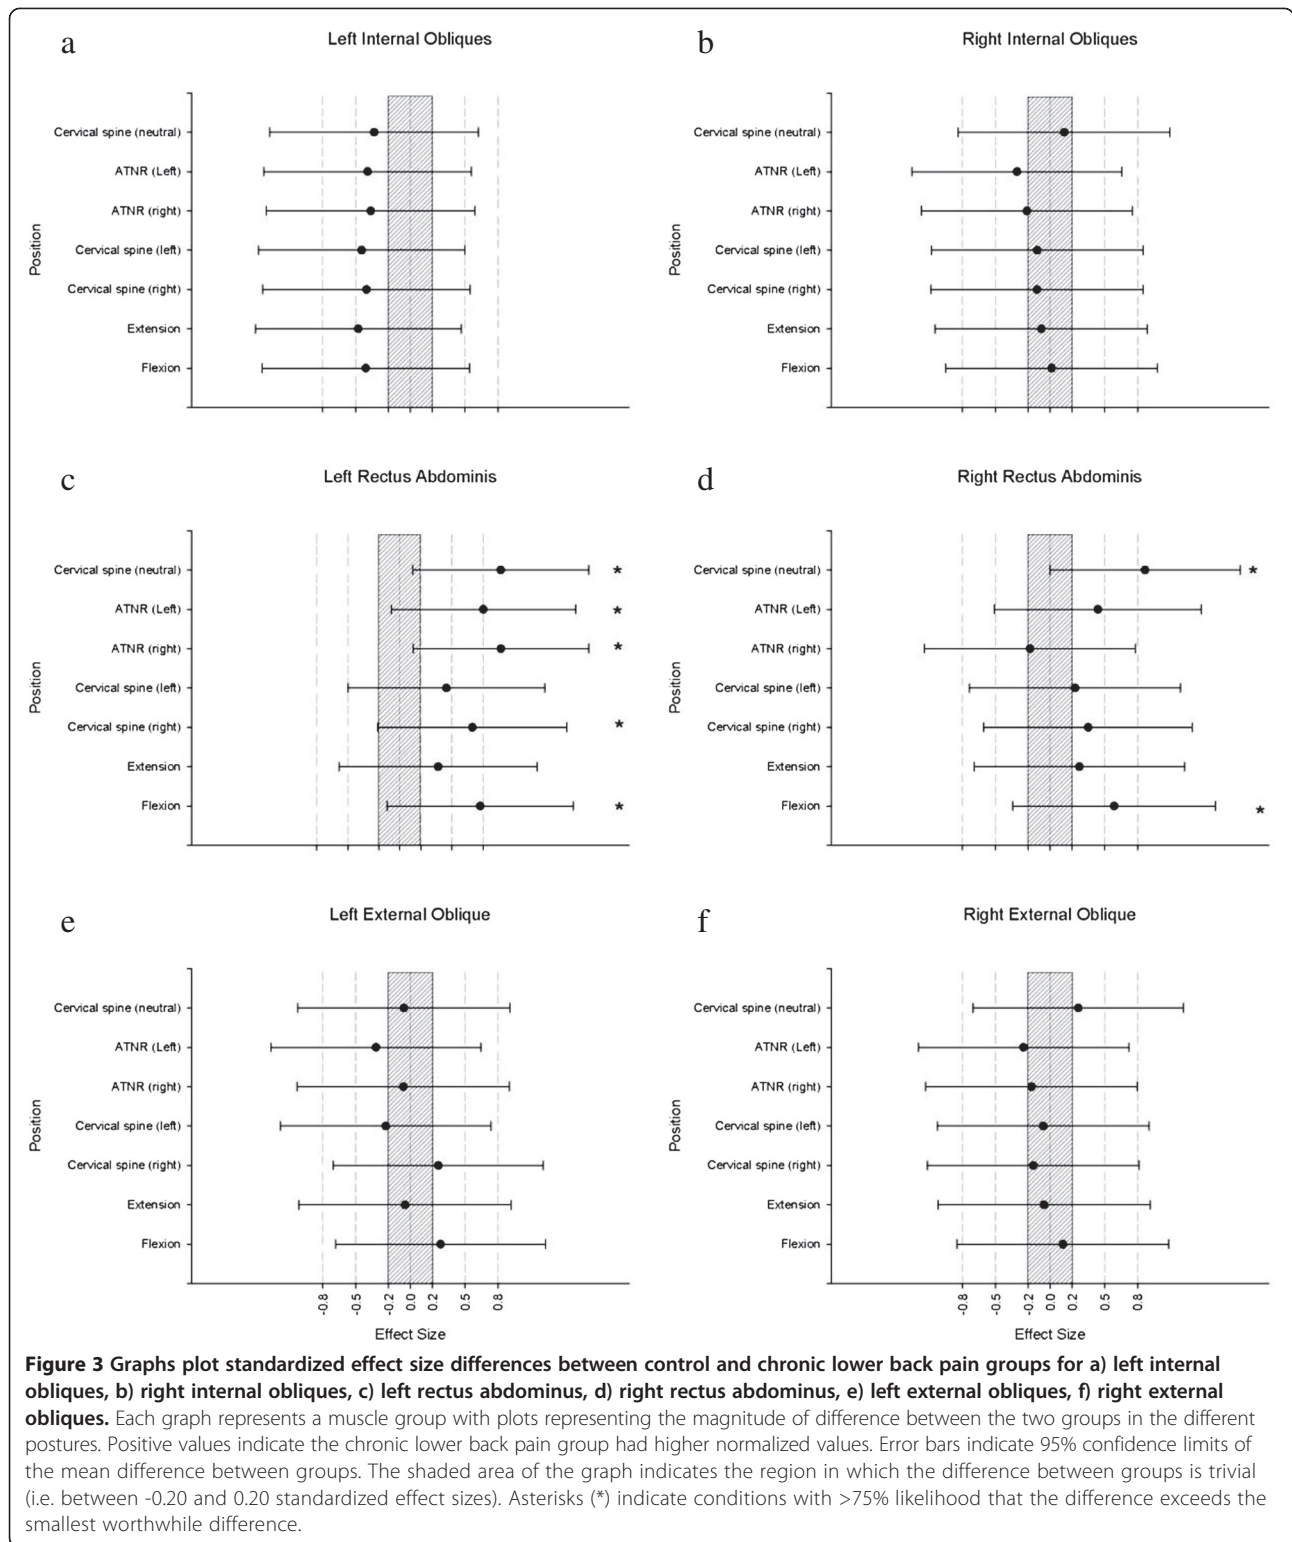 a
Left Internal Obliques
Position
Cervical spine (neutral)
ATNR (Left)
ATNR (right)
Cervical spine (left)
Cervical spine (right)
Extension
Flexion
b
Right Internal Obliques
Position
Cervical spine (neutral)
ATNR (Left)
ATNR (right)
Cervical spine (left)
Cervical spine (right)
Extension
Flexion
c
Left Rectus Abdominis
Position
Cervical spine (neutral)
*
ATNR (Left)
*
ATNR (right)
*
Cervical spine (left)
Cervical spine (right)
*
Extension
Flexion
*
d
Right Rectus Abdominis
Position
Cervical spine (neutral)
*
ATNR (Left)
ATNR (right)
Cervical spine (left)
Cervical spine (right)
Extension
Flexion
*
e
Left External Oblique
Position
Cervical spine (neutral)
ATNR (Left)
ATNR (right)
Cervical spine (left)
Cervical spine (right)
Extension
Flexion
-0.8 -0.5 -0.2 0.0 0.2 0.5 0.8
Effect Size
f
Right External Oblique
Position
Cervical spine (neutral)
ATNR (Left)
ATNR (right)
Cervical spine (left)
Cervical spine (right)
Extension
Flexion
-0.8 -0.5 -0.2 0.0 0.2 0.5 0.8
Effect Size
Figure 3 Graphs plot standardized effect size differences between control and chronic lower back pain groups for a) left internal
obliques, b) right internal obliques, c) left rectus abdominus, d) right rectus abdominus, e) left external obliques, f) right external
obliques. Each graph represents a muscle group with plots representing the magnitude of difference between the two groups in the different
postures. Positive values indicate the chronic lower back pain group had higher normalized values. Error bars indicate 95% confidence limits of
the mean difference between groups. The shaded area of the graph indicates the region in which the difference between groups is trivial
(i.e. between -0.20 and 0.20 standardized effect sizes). Asterisks (*) indicate conditions with >75% likelihood that the difference exceeds the
smallest worthwhile difference.